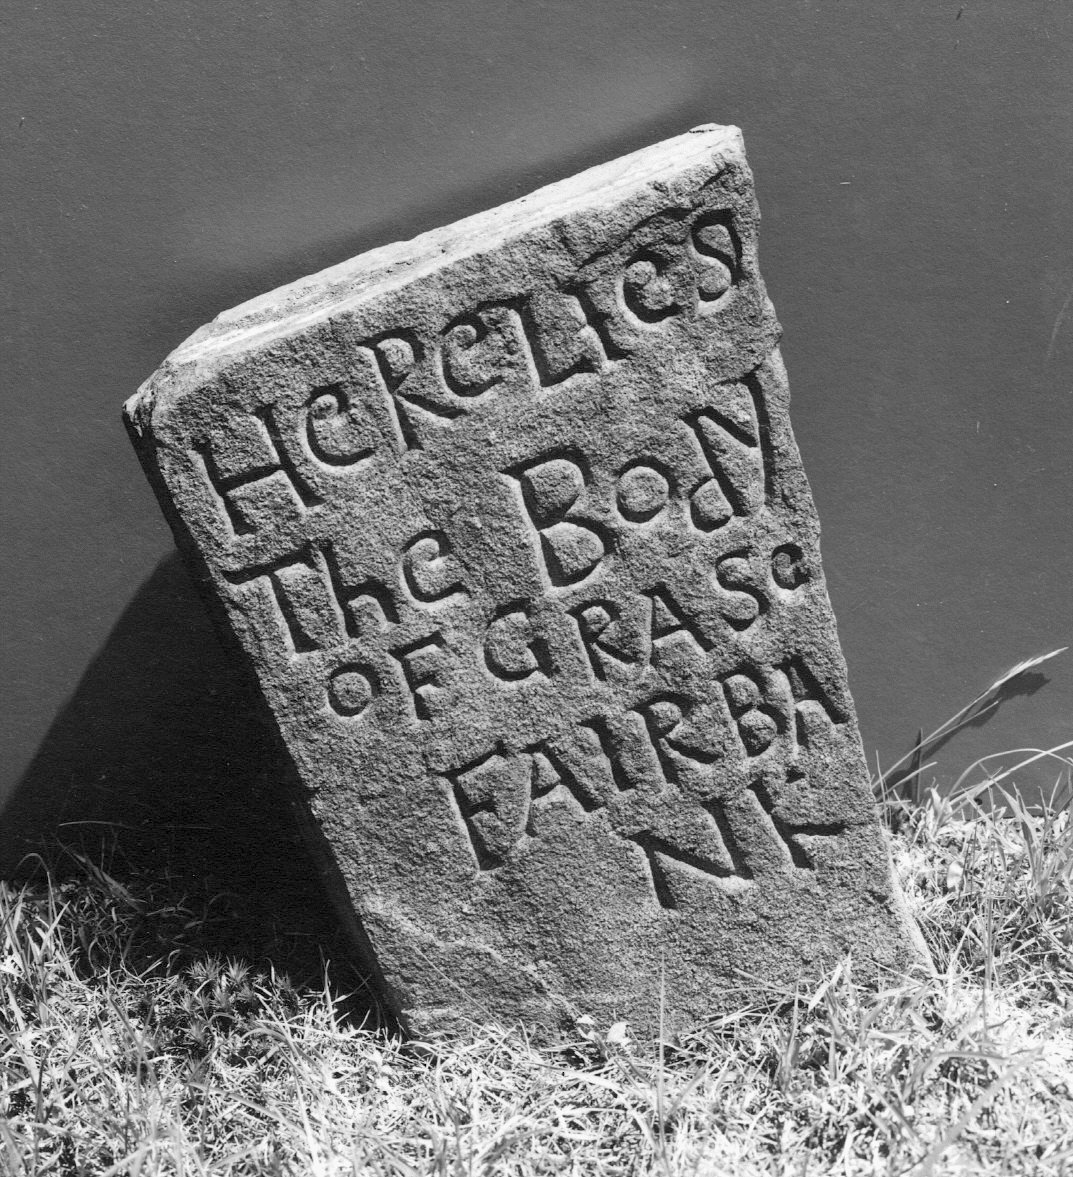 HeReLIES
The BODY
OF GRASe
FAIRBA
NK